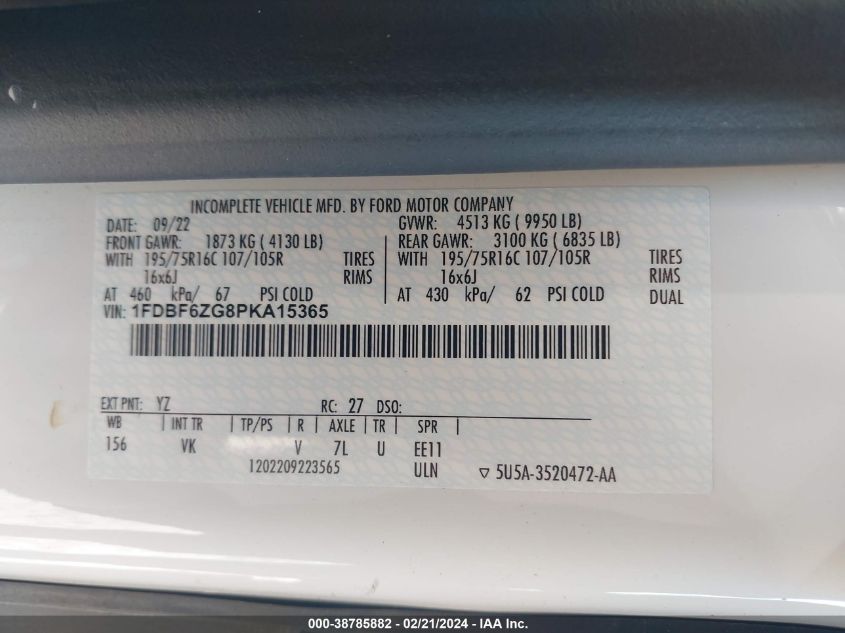 INCOMPLETE VEHICLE MFD. BY FORD MOTOR COMPANY
DATE: 09/22 GVWR: 4513 KG ( 9950 LB)
FRONT GAWR: 1873 KG ( 4130 LB) REAR GAWR: 3100 KG ( 6835 LB)
WITH 195/75R16C 107/105R TIRES WITH 195/75R16C 107/105R TIRES
16x6J RIMS 16x6J RIMS
AT 460 kPa/ 67 PSI COLD AT 430 kPa/ 62 PSI COLD DUAL
VIN: 1FDBF6ZG8PKA15365
EXT PNT: YZ RC: 27 DSO:
WB | INT TR | TP/PS | R | AXLE | TR | SPR |
156 VK V 7L U EE11
1202209223565 ULN ▽ 5U5A-3520472-AA
000-38785882 - 02/21/2024 - IAA Inc.